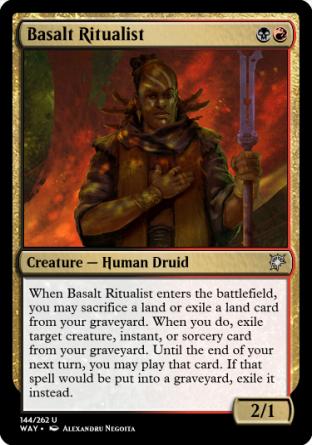 Basalt Ritualist
Creature — Human Druid
When Basalt Ritualist enters the battlefield,
you may sacrifice a land or exile a land card
from your graveyard. When you do, exile
target creature, instant, or sorcery card
from your graveyard. Until the end of your
next turn, you may play that card. If that
spell would be put into a graveyard, exile it
instead.
2/1
144/262 U
WAY • Alexandru Negoita